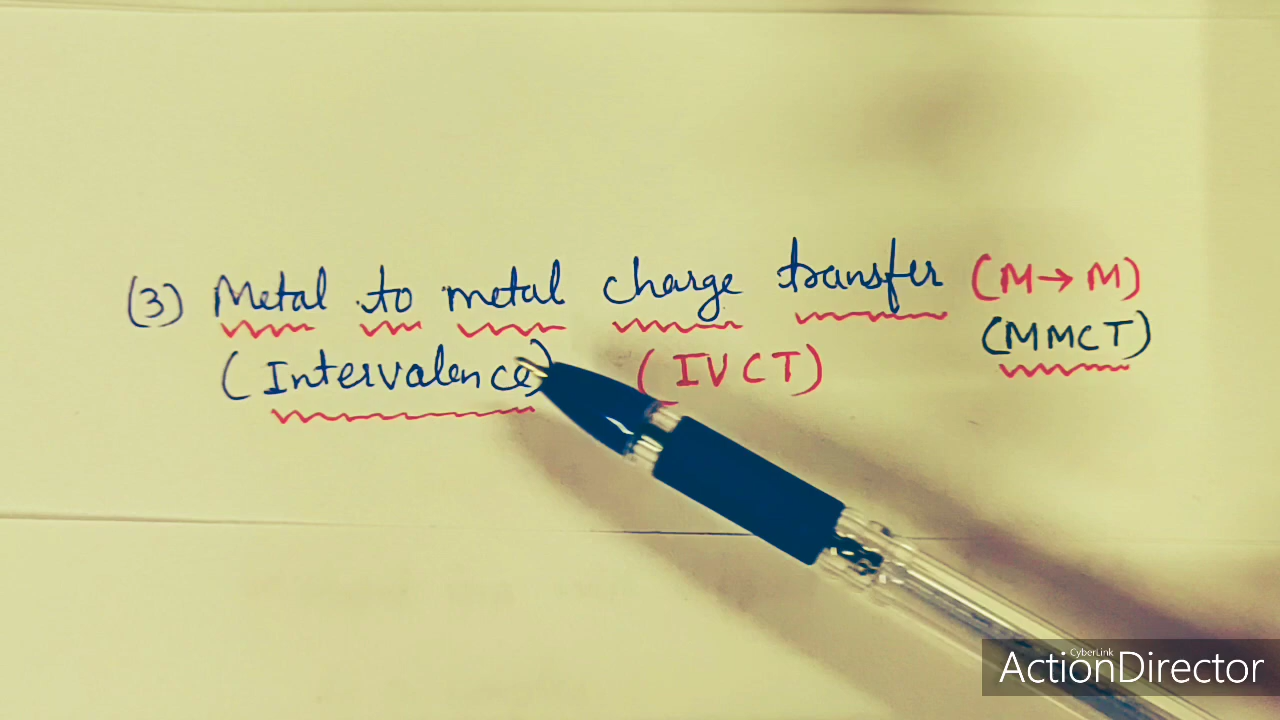 (3) Metal to metal charge transfer (M→M)
(MMCT)
(Intervalence) (IVCT)
CyberLink
ActionDirector